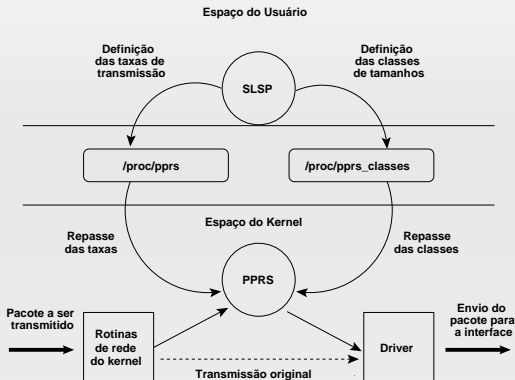 Espaço do Usuário
Definição
das taxas de
transmissão
Definição
das classes
de tamanhos
SLSP
/proc/pprs
/proc/pprs_classes
Espaço do Kernel
Repasse
das taxas
Repasse
das classes
PPRS
Pacote a ser
transmitido
Rotinas
de rede
do kernel
Driver
Envio do
pacote para
a interface
Transmissão original